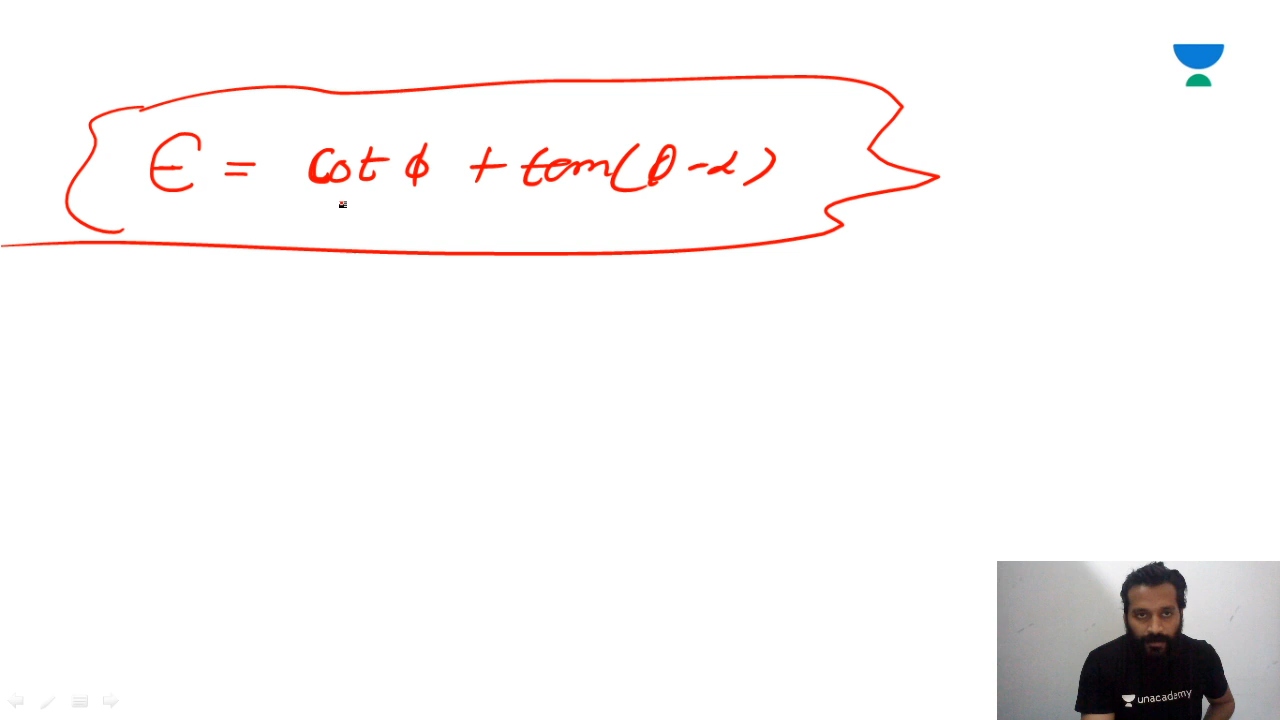 ϵ = cot ϕ + tan(ϕ-α)
unacademy